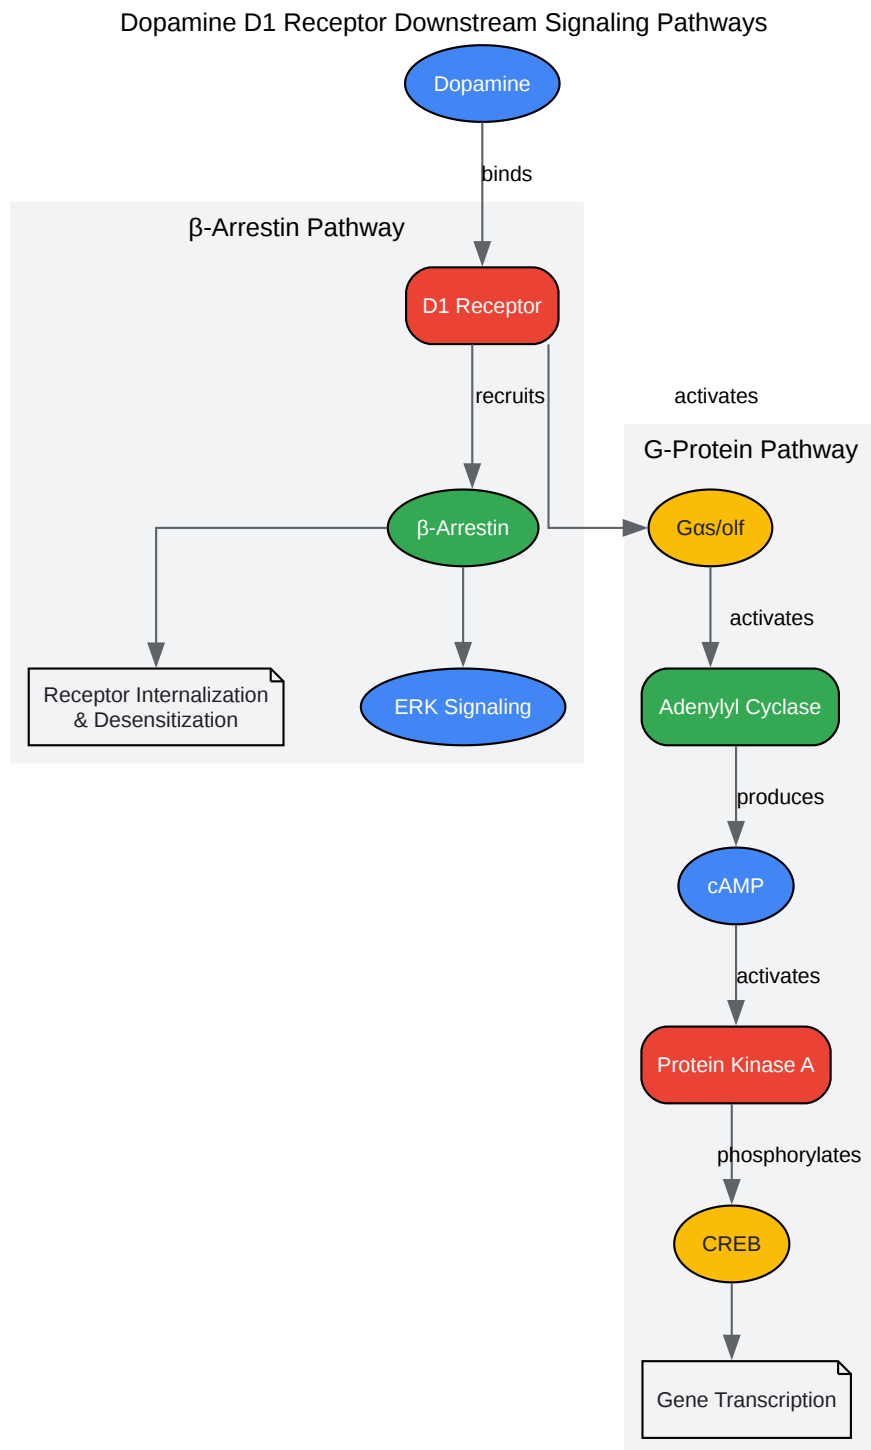 Dopamine D1 Receptor Downstream Signaling Pathways
Dopamine
binds
β-Arrestin Pathway
D1 Receptor
recruits
activates
G-Protein Pathway
β-Arrestin
Gαs/olf
activates
Receptor Internalization
& Desensitization
ERK Signaling
Adenylyl Cyclase
produces
cAMP
activates
Protein Kinase A
phosphorylates
CREB
Gene Transcription